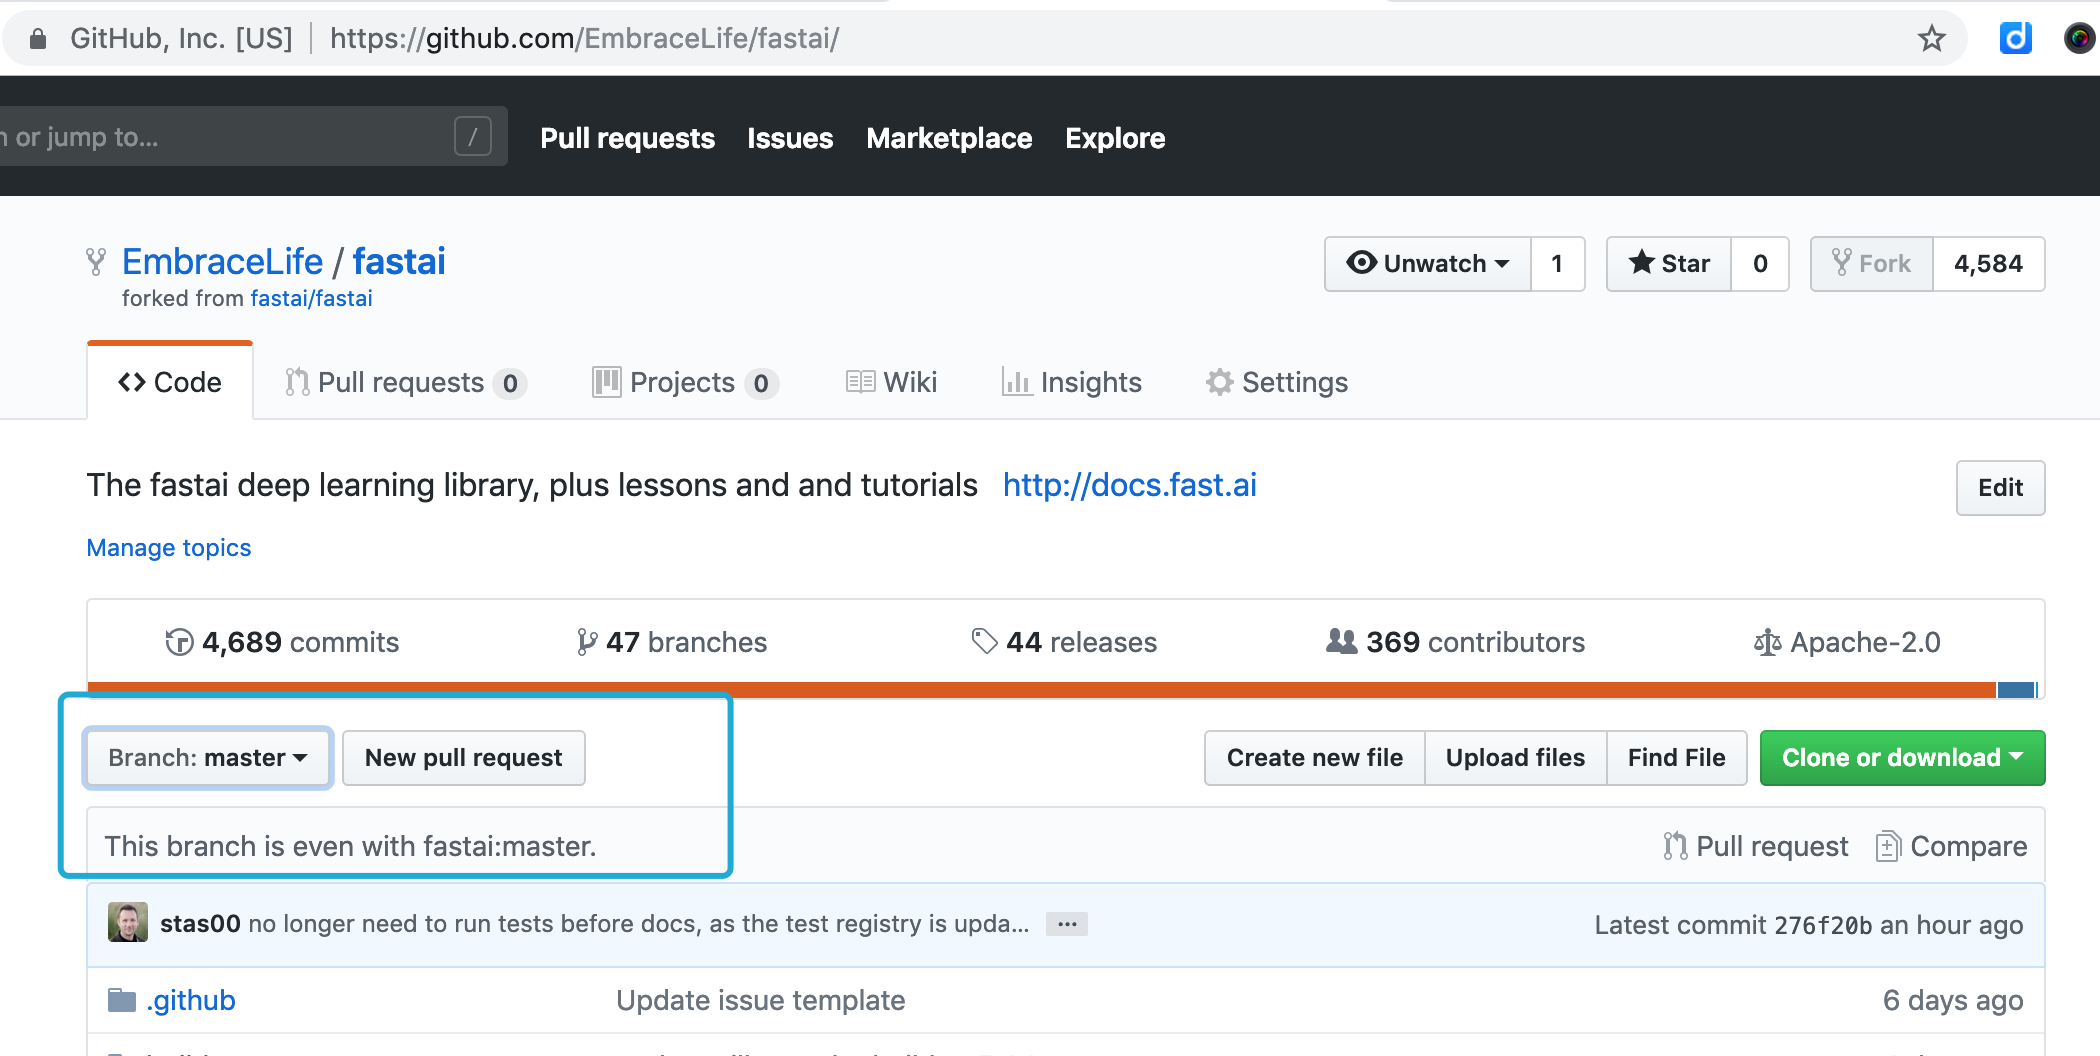 GitHub, Inc. [US] https://github.com/EmbraceLife/fastai/
or jump to... / Pull requests Issues Marketplace Explore
EmbraceLife / fastai Unwatch 1 Star 0 Fork 4,584
forked from fastai/fastai
Code Pull requests 0 Projects 0 Wiki Insights Settings
The fastai deep learning library, plus lessons and and tutorials http://docs.fast.ai Edit
Manage topics
4,689 commits 47 branches 44 releases 369 contributors Apache-2.0
Branch: master New pull request Create new file Upload files Find File Clone or download
This branch is even with fastai:master. Pull request Compare
stas00 no longer need to run tests before docs, as the test registry is upda... ... Latest commit 276f20b an hour ago
.github Update issue template 6 days ago